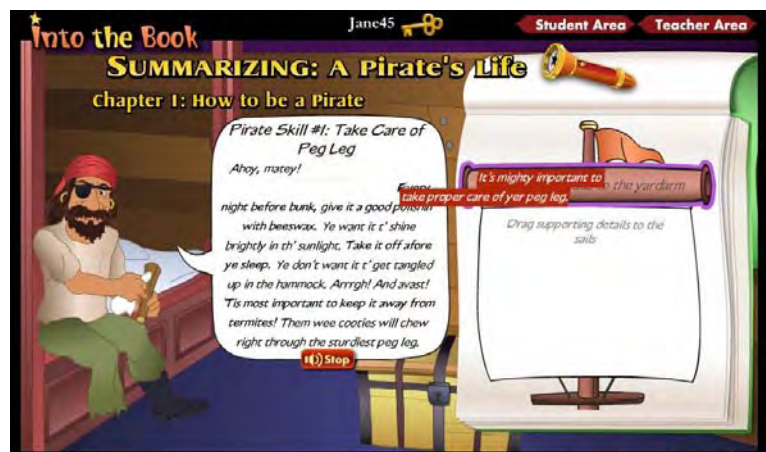 Into the Book
Jane45
Student Area
Teacher Area
SUMMARIZING: A Pirate's Life
Chapter 1: How to be a Pirate
Pirate Skill #1: Take Care of
Peg Leg
Ahoy, matey!
Every
night before bunk, give it a good polishin'
with beeswax. Ye want it t' shine
brightly in th' sunlight. Take it off afore
ye sleep. Ye don't want it t' get tangled
up in the hammock. Arrrgh! And avast!
'Tis most important to keep it away from
termites! Them wee cooties will chew
right through the sturdiest peg leg.
Stop
It's mighty important to
take proper care of yer peg leg.
to the yardarm
Drag supporting details to the
sails